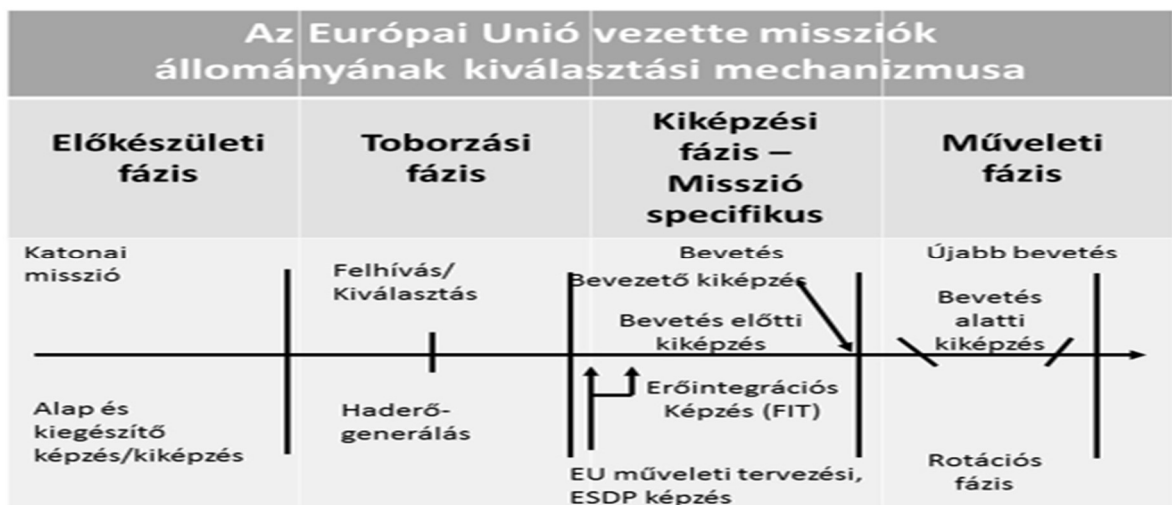 Az Európai Unió vezette missziók
állományának kiválasztási mechanizmusa
Előkészületi
fázis
Toborzási
fázis
Kiképzési
fázis –
Misszió
specifikus
Műveleti
fázis
Katonai
misszió
Alap és
kiegészítő
képzés/kiképzés
Felhívás/
Kiválasztás
Haderő-
generálás
Bevetés
Bevezető kiképzés
Bevetés előtti
kiképzés
Erőintegrációs
Képzés (FIT)
EU műveleti tervezési,
ESDP képzés
Újabb bevetés
Bevetés
alatti
kiképzés
Rotációs
fázis